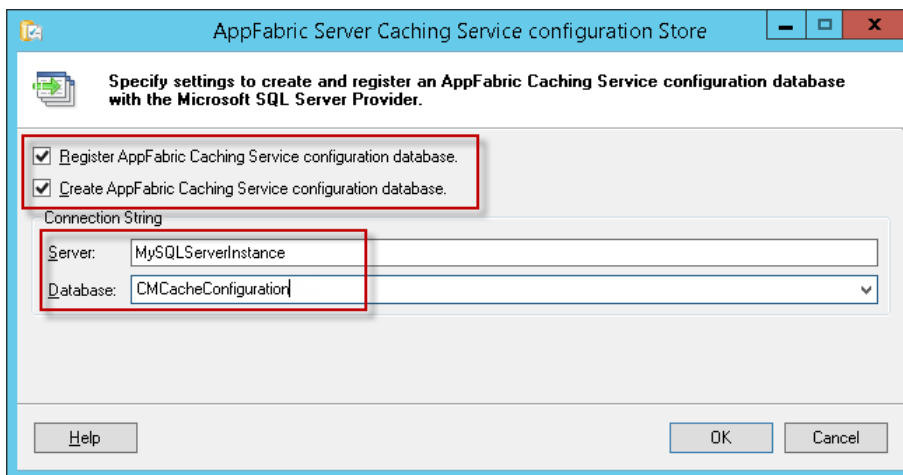 AppFabric Server Caching Service configuration Store
Specify settings to create and register an AppFabric Caching Service configuration database
with the Microsoft SQL Server Provider.
Register AppFabric Caching Service configuration database.
Create AppFabric Caching Service configuration database.
Connection String
Server: MySQLServerInstance
Database: CMCacheConfiguration
Help OK Cancel